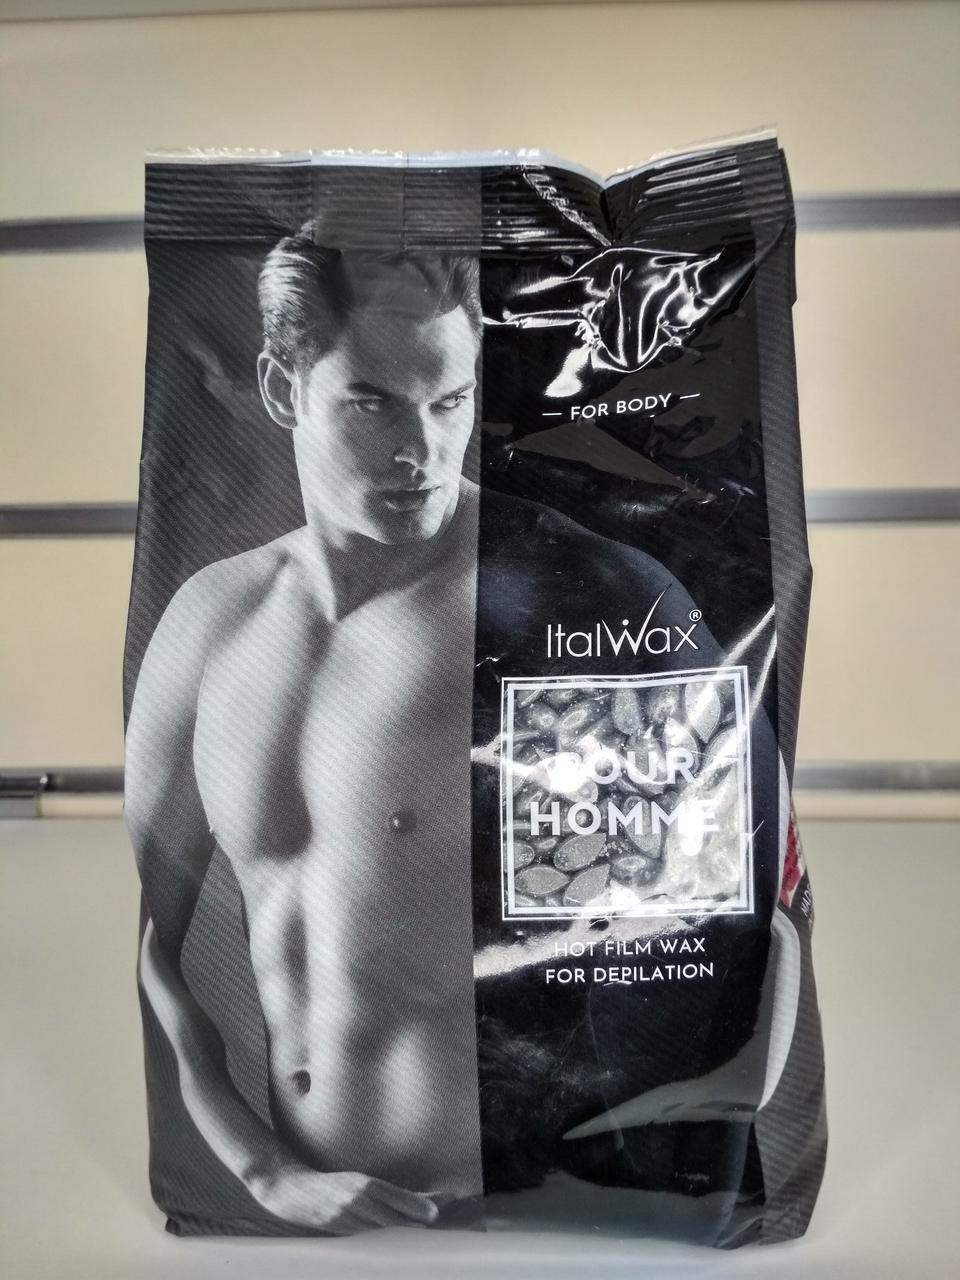 — FOR BODY —
ItalWax®
POUR
HOMME
HOT FILM WAX
FOR DEPILATION